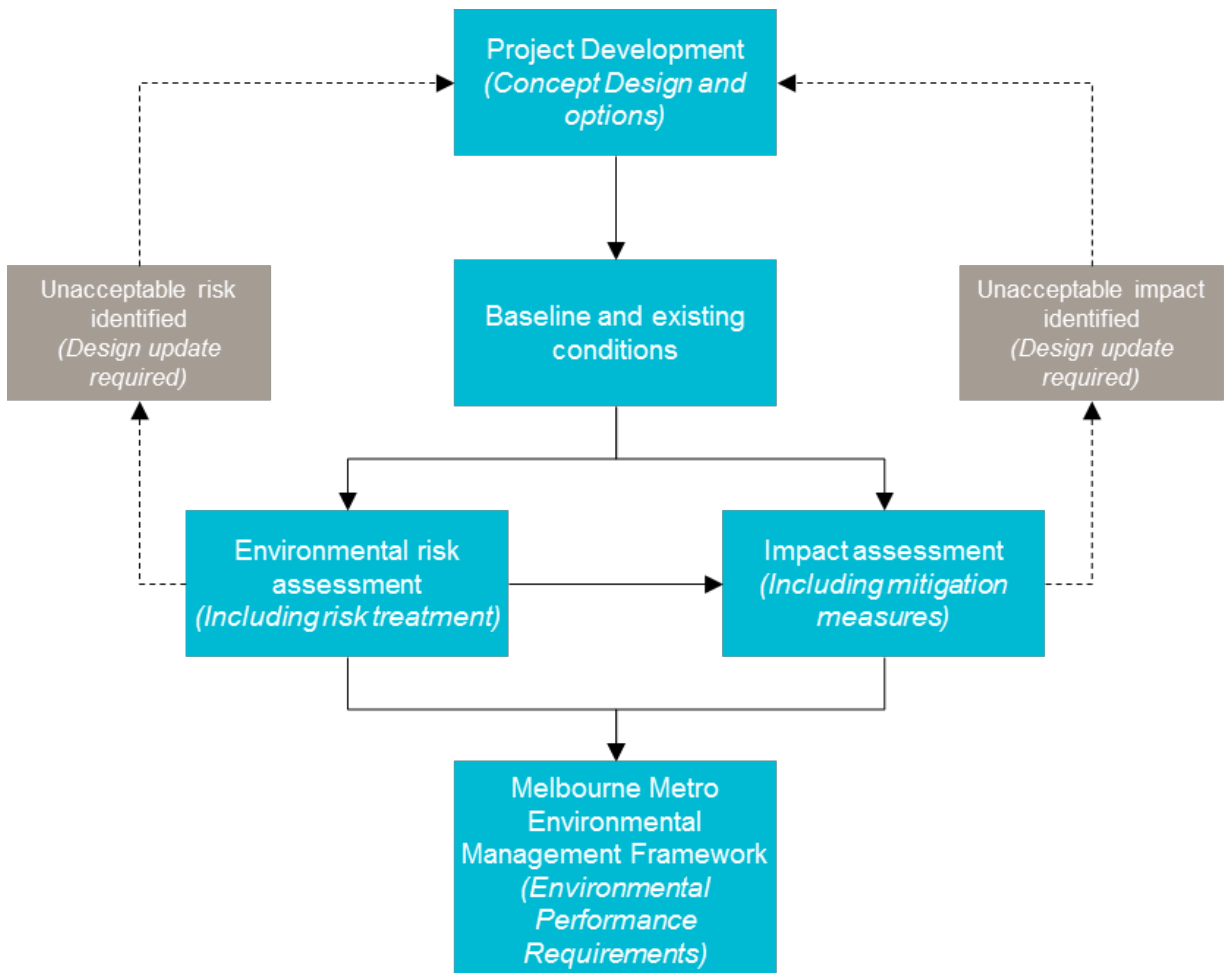 Project Development
(Concept Design and
options)
Unacceptable risk
identified
(Design update
required)
Baseline and existing
conditions
Unacceptable impact
identified
(Design update
required)
Environmental risk
assessment
(Including risk treatment)
Impact assessment
(Including mitigation
measures)
Melbourne Metro
Environmental
Management Framework
(Environmental
Performance
Requirements)